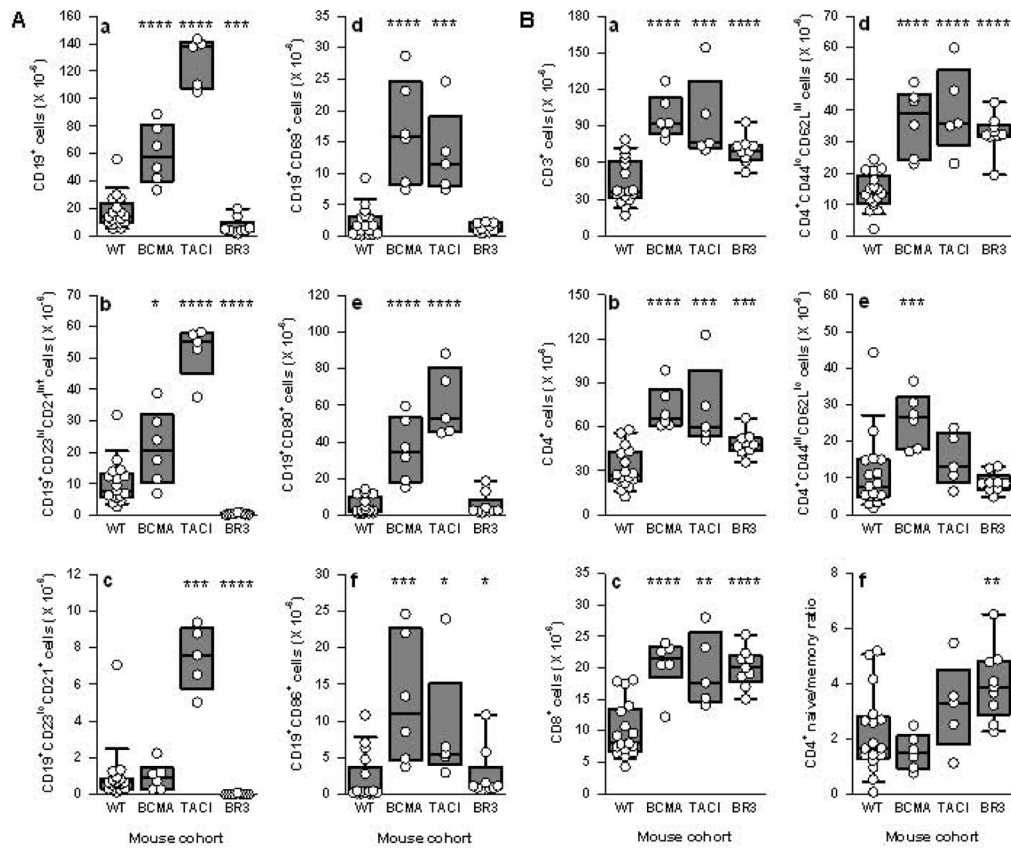 A
a
CD19⁺ cells (X 10⁻⁶)
160
140
120
100
80
60
40
20
0
**** **** ***
WT BCMA TACI BR3
d
CD19⁺CD69⁺ cells (X 10⁻⁶)
35
30
25
20
15
10
5
0
**** ***
WT BCMA TACI BR3
b
CD19⁺CD23ʰⁱCD21ⁱⁿᵗ cells (X 10⁻⁶)
70
60
50
40
30
20
10
0
* **** ****
WT BCMA TACI BR3
e
CD19⁺CD80⁺ cells (X 10⁻⁶)
120
100
80
60
40
20
0
**** ****
WT BCMA TACI BR3
c
CD19⁺CD23ˡᵒCD21⁺ cells (X 10⁻⁶)
12
10
8
6
4
2
0
*** ****
WT BCMA TACI BR3
Mouse cohort
f
CD19⁺CD86⁺ cells (X 10⁻⁶)
30
25
20
15
10
5
0
*** * *
WT BCMA TACI BR3
Mouse cohort
B
a
CD3⁺ cells (X 10⁻⁶)
180
150
120
90
60
30
0
**** *** ****
WT BCMA TACI BR3
d
CD4⁺CD44ˡᵒCD62Lʰⁱ cells (X 10⁻⁶)
70
60
50
40
30
20
10
0
**** **** ****
WT BCMA TACI BR3
b
CD4⁺ cells (X 10⁻⁶)
150
120
90
60
30
0
**** *** ***
WT BCMA TACI BR3
e
CD4⁺CD44ʰⁱCD62Lˡᵒ cells (X 10⁻⁶)
60
50
40
30
20
10
0
***
WT BCMA TACI BR3
c
CD8⁺ cells (X 10⁻⁶)
35
30
25
20
15
10
5
0
**** ** ****
WT BCMA TACI BR3
Mouse cohort
f
CD4⁺ naive/memory ratio
8
6
4
2
0
**
WT BCMA TACI BR3
Mouse cohort